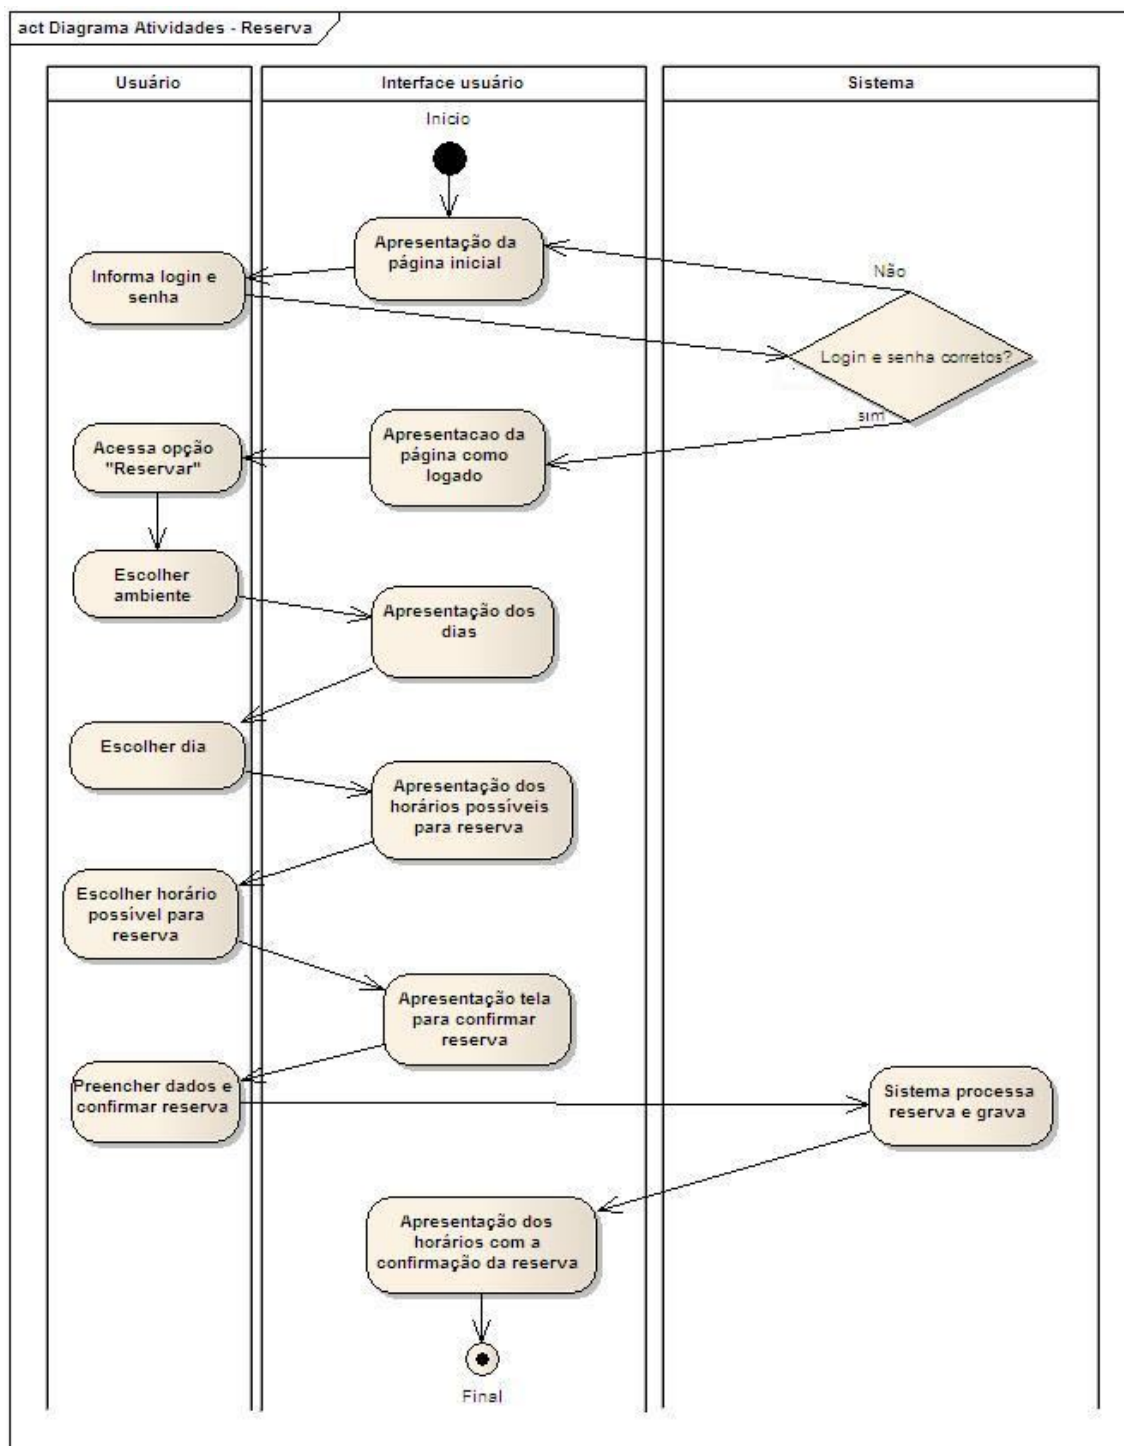 act Diagrama Atividades - Reserva
Usuário
Interface usuário
Sistema
Inicio
Apresentação da
página inicial
Informa login e
senha
Não
Login e senha corretos?
sim
Apresentacao da
página como
logado
Acessa opção
"Reservar"
Escolher
ambiente
Apresentação dos
dias
Escolher dia
Apresentação dos
horários possíveis
para reserva
Escolher horário
possível para
reserva
Apresentação tela
para confirmar
reserva
Preencher dados e
confirmar reserva
Sistema processa
reserva e grava
Apresentação dos
horários com a
confirmação da reserva
Final